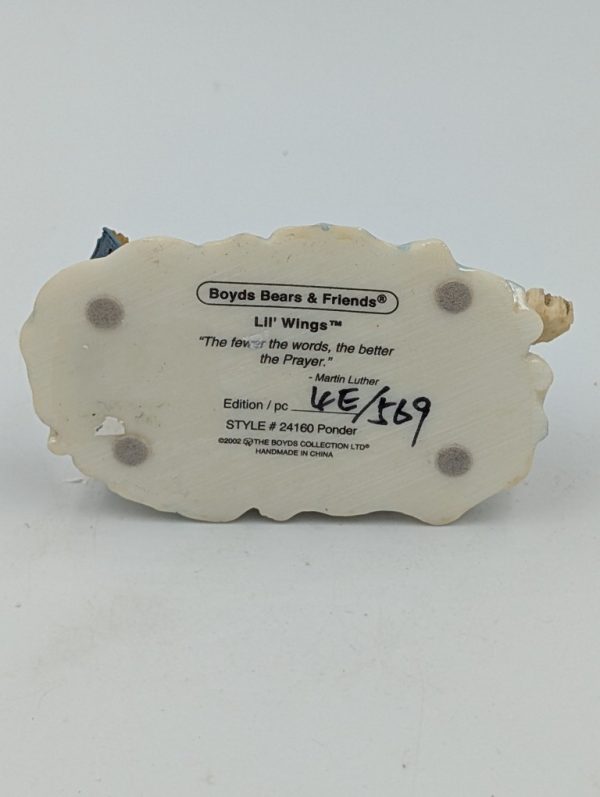 Boyds Bears & Friends®
Lil' Wings™
"The fewer the words, the better
the Prayer."
- Martin Luther
Edition / pc 4E/569
STYLE # 24160 Ponder
©2002 THE BOYDS COLLECTION LTD®
HANDMADE IN CHINA